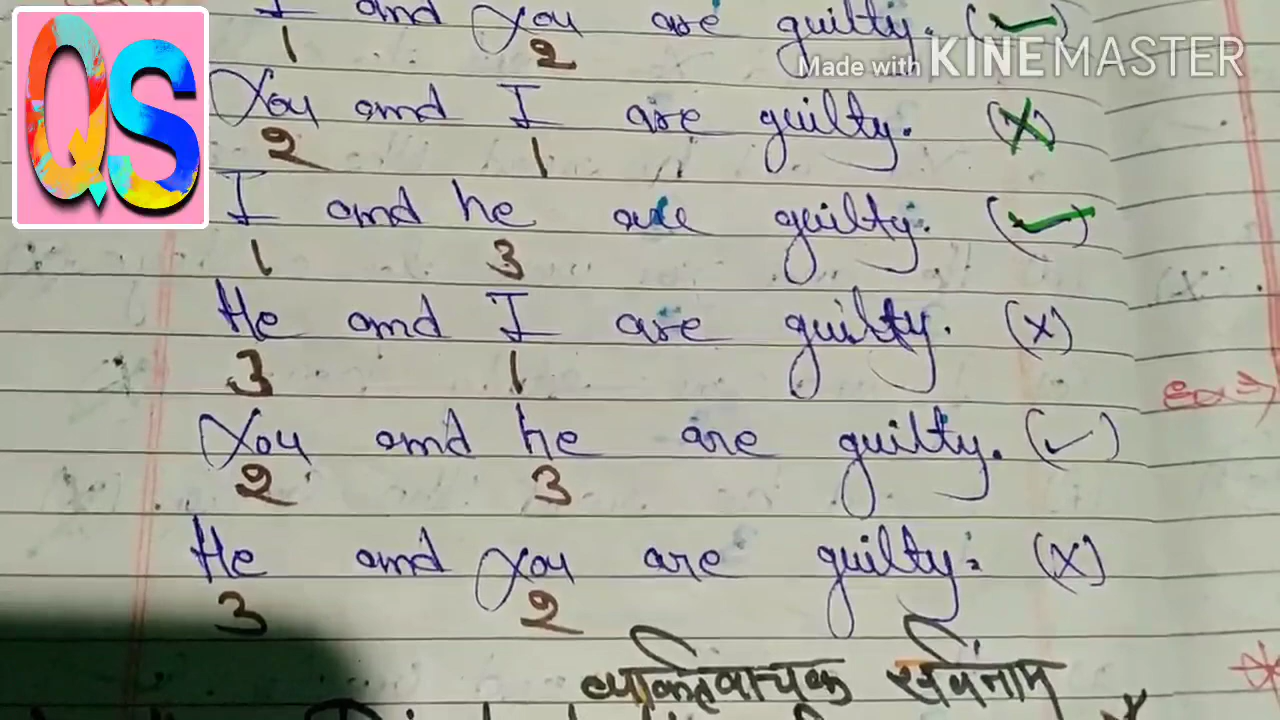 I and You are guilty. (✓)
1 2
Made with KINEMASTER
QS
You and I are guilty. (X)
2 1
I and he are guilty. (✓)
1 3
He and I are guilty. (X)
3 1
You and he are guilty. (✓)
2 3
He and You are guilty. (X)
3 2
व्यक्तिवाचक सर्वनाम